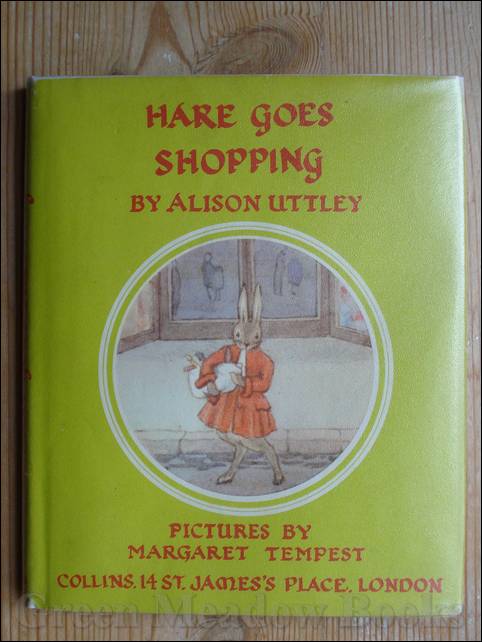 HARE GOES
SHOPPING
BY ALISON UTTLEY
PICTURES BY
MARGARET TEMPEST
COLLINS, 14 ST. JAMES'S PLACE, LONDON
Green Meadow Books